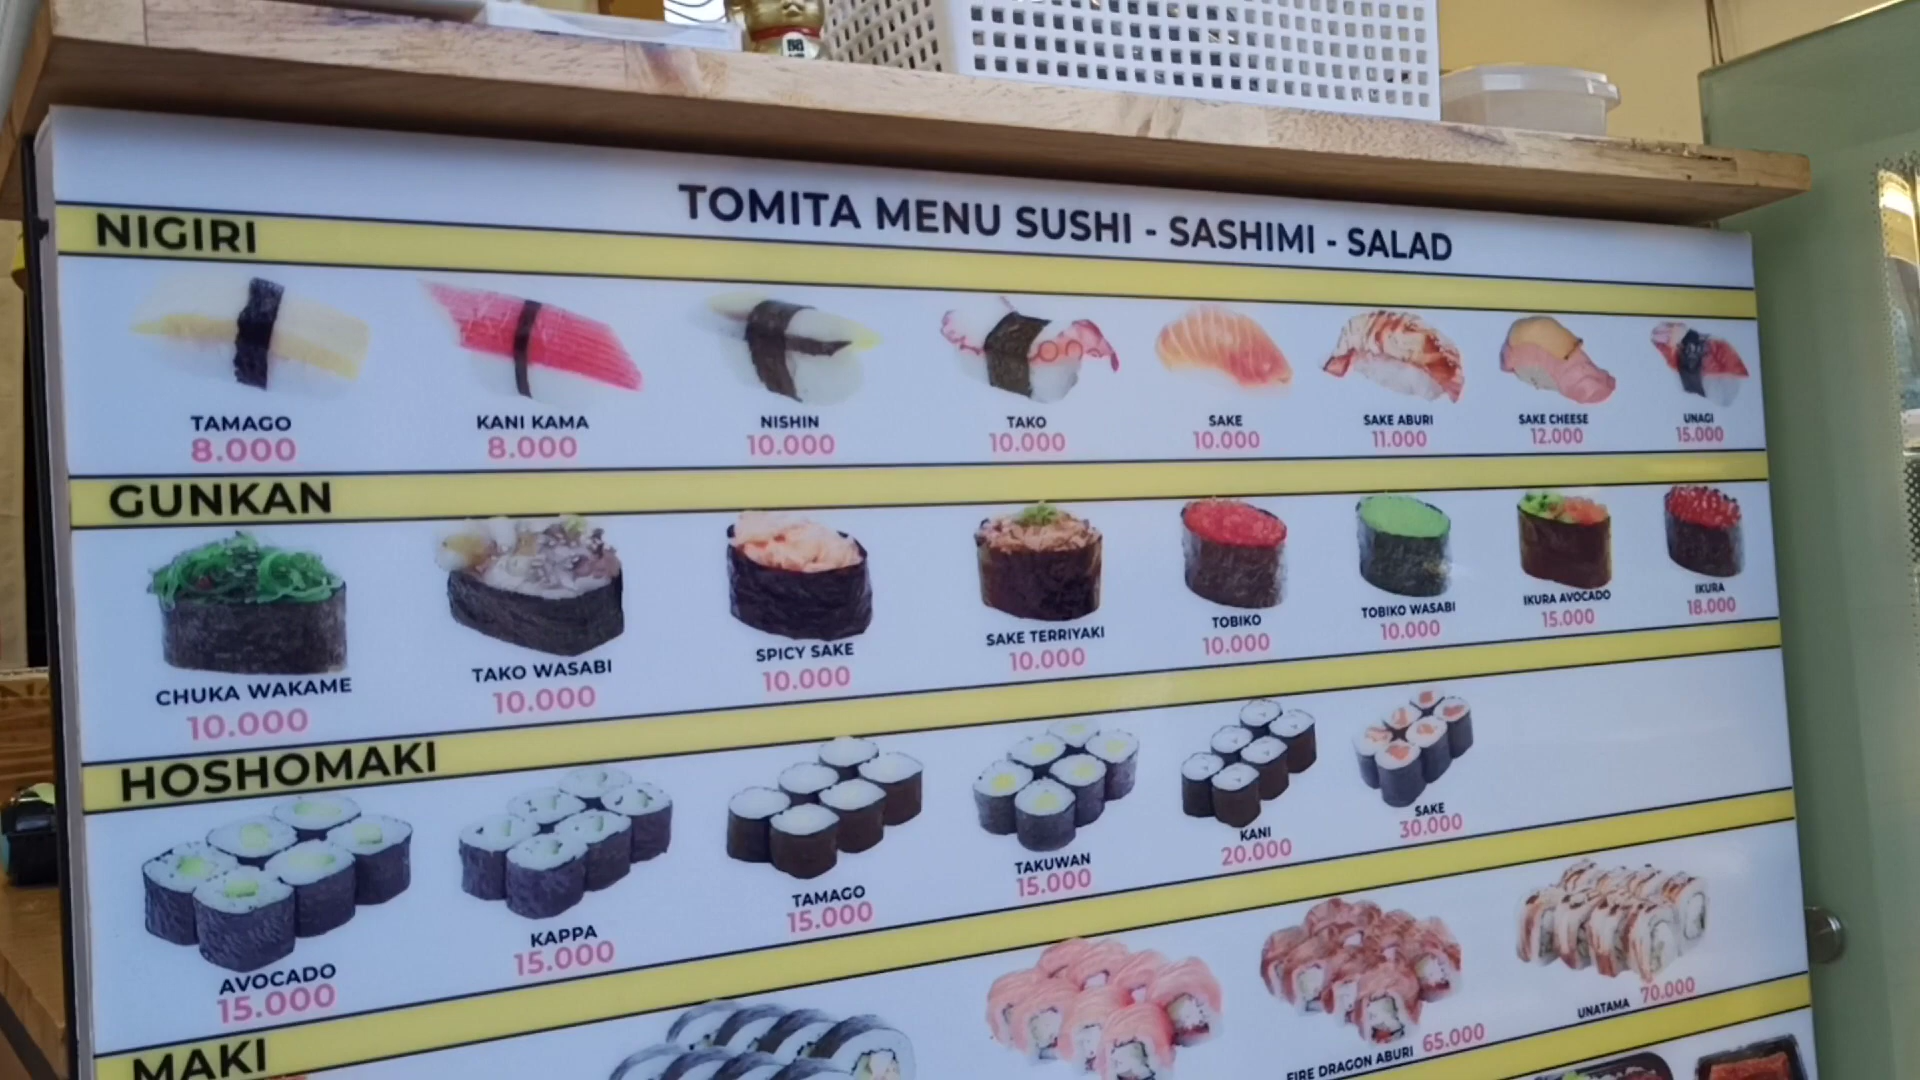 TOMITA MENU SUSHI - SASHIMI - SALAD
NIGIRI
TAMAGO
8.000
KANI KAMA
8.000
NISHIN
10.000
TAKO
10.000
SAKE
10.000
SAKE ABURI
11.000
SAKE CHEESE
12.000
UNAGI
15.000
GUNKAN
CHUKA WAKAME
10.000
TAKO WASABI
10.000
SPICY SAKE
10.000
SAKE TERRIYAKI
10.000
TOBIKO
10.000
TOBIKO WASABI
10.000
IKURA AVOCADO
15.000
IKURA
18.000
HOSHOMAKI
AVOCADO
15.000
KAPPA
15.000
TAMAGO
15.000
TAKUWAN
15.000
KANI
20.000
SAKE
30.000
MAKI
FIRE DRAGON ABURI 65.000
UNATAMA 70.000